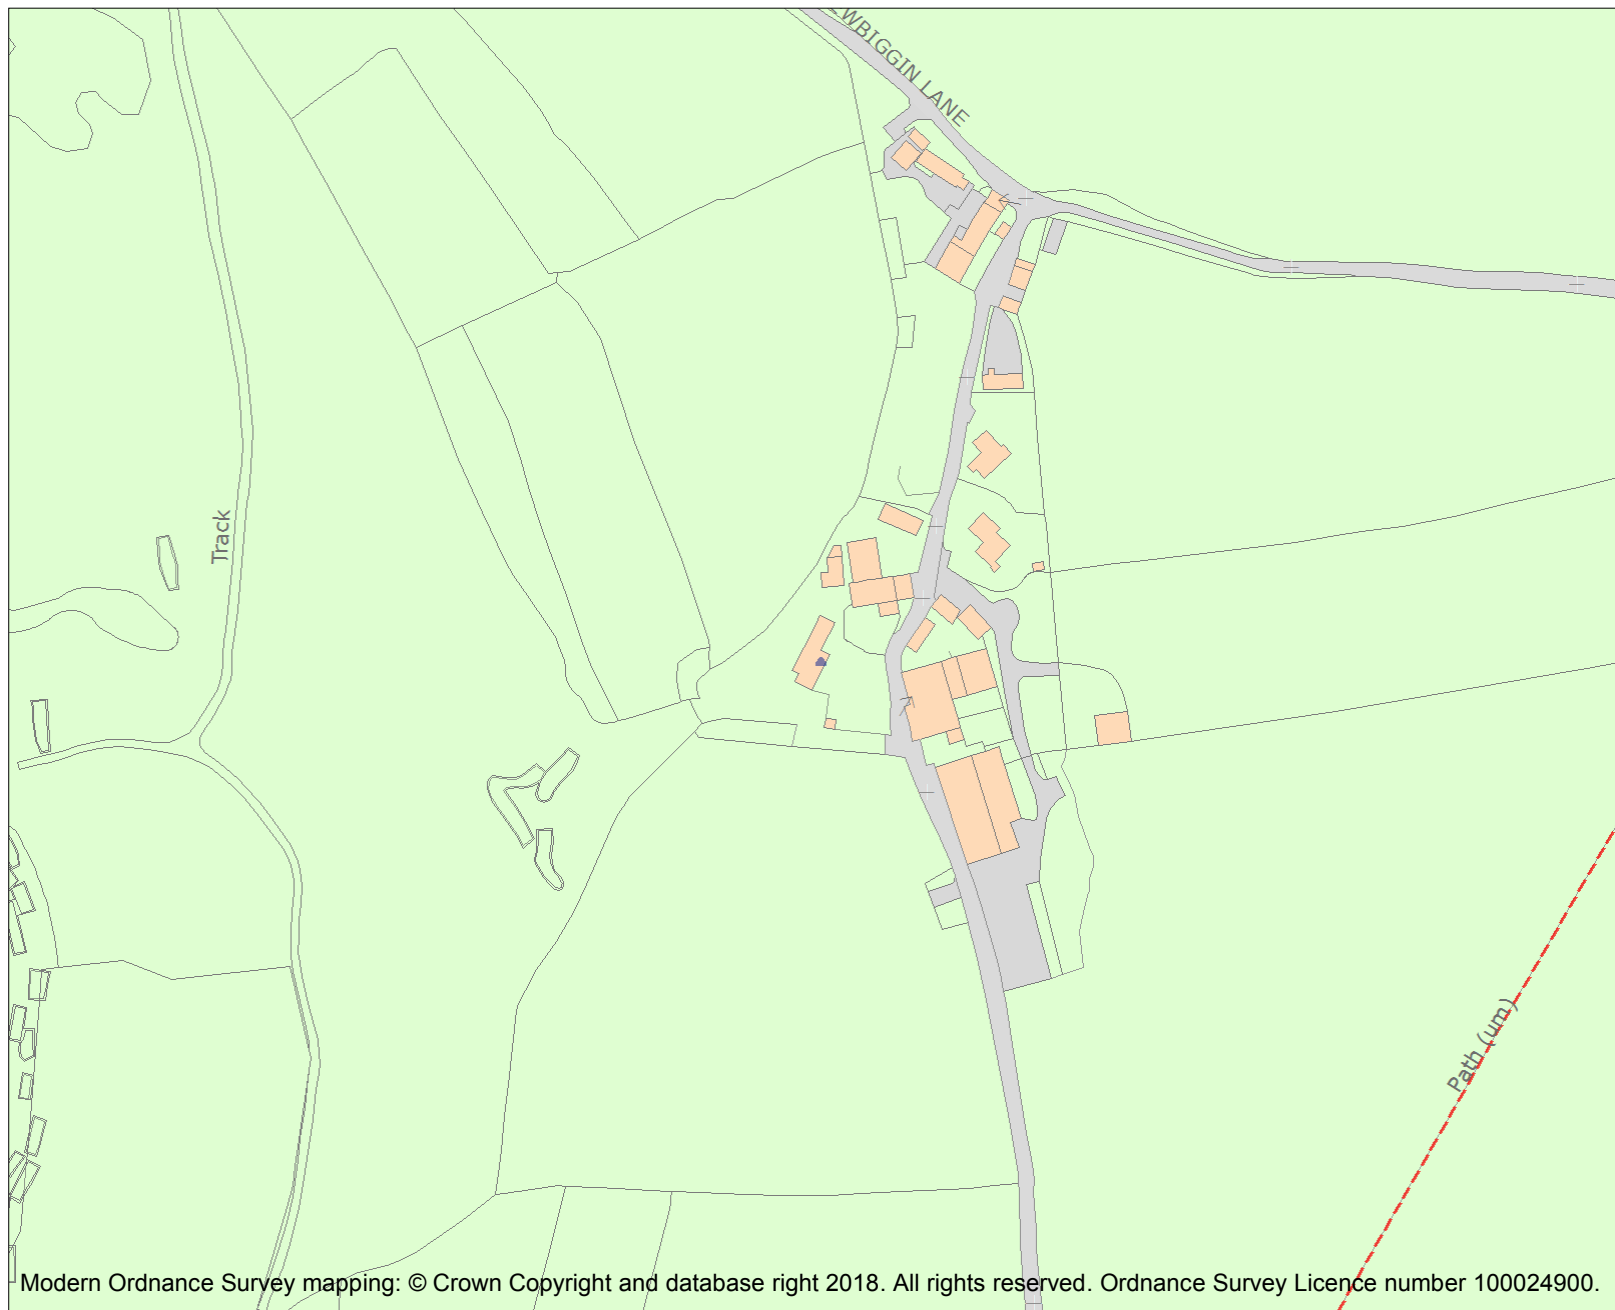 WBIGGIN LANE
Track
Path (um)
Modern Ordnance Survey mapping: © Crown Copyright and database right 2018. All rights reserved. Ordnance Survey Licence number 100024900.